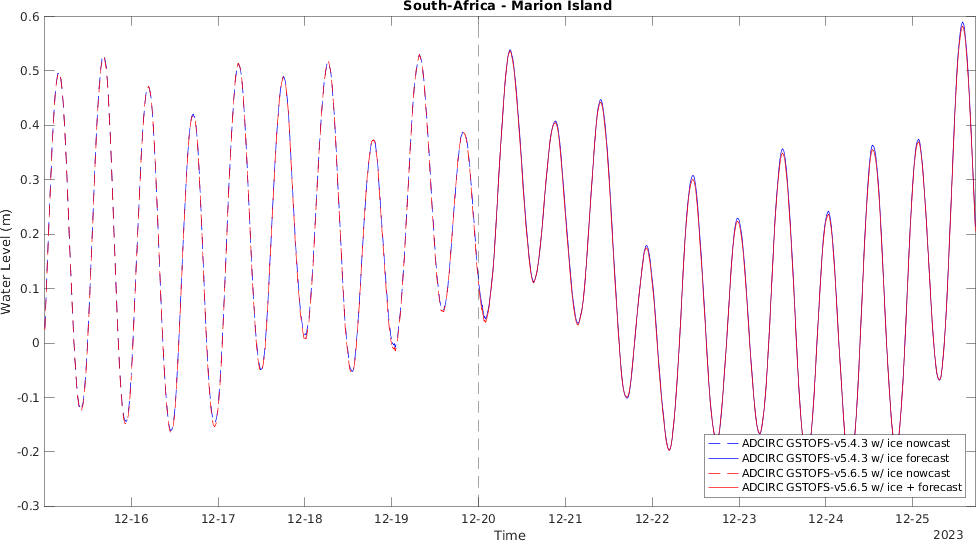 South-Africa - Marion Island
0.6
0.5
0.4
0.3
0.2
0.1
0
-0.1
-0.2
-0.3
Water Level (m)
ADCIRC GSTOFS-v5.4.3 w/ ice nowcast
ADCIRC GSTOFS-v5.4.3 w/ ice forecast
ADCIRC GSTOFS-v5.6.5 w/ ice nowcast
ADCIRC GSTOFS-v5.6.5 w/ ice + forecast
12-16 12-17 12-18 12-19 12-20 12-21 12-22 12-23 12-24 12-25
Time
2023